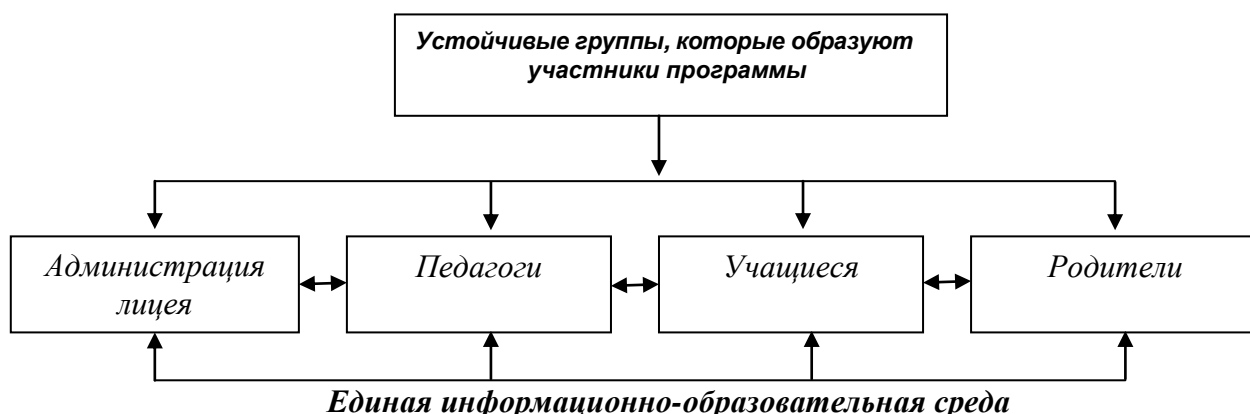 Устойчивые группы, которые образуют
участники программы
Администрация
лицея
Педагоги
Учащиеся
Родители
Единая информационно-образовательная среда